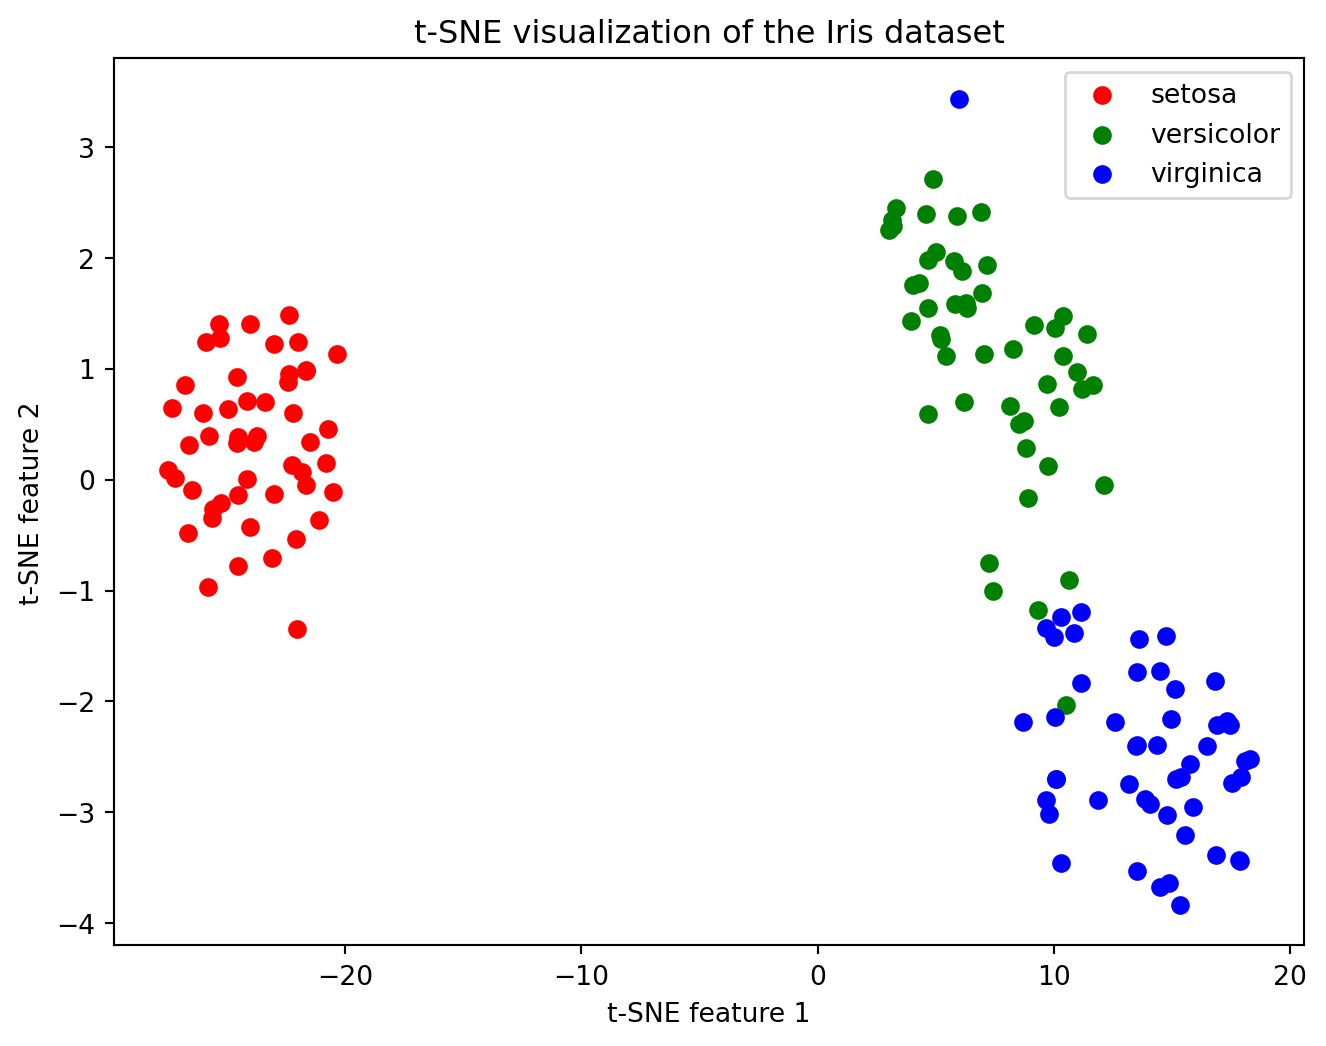 t-SNE visualization of the Iris dataset
setosa
versicolor
virginica
3
2
1
0
−1
−2
−3
−4
t-SNE feature 2
−20
−10
0
10
20
t-SNE feature 1